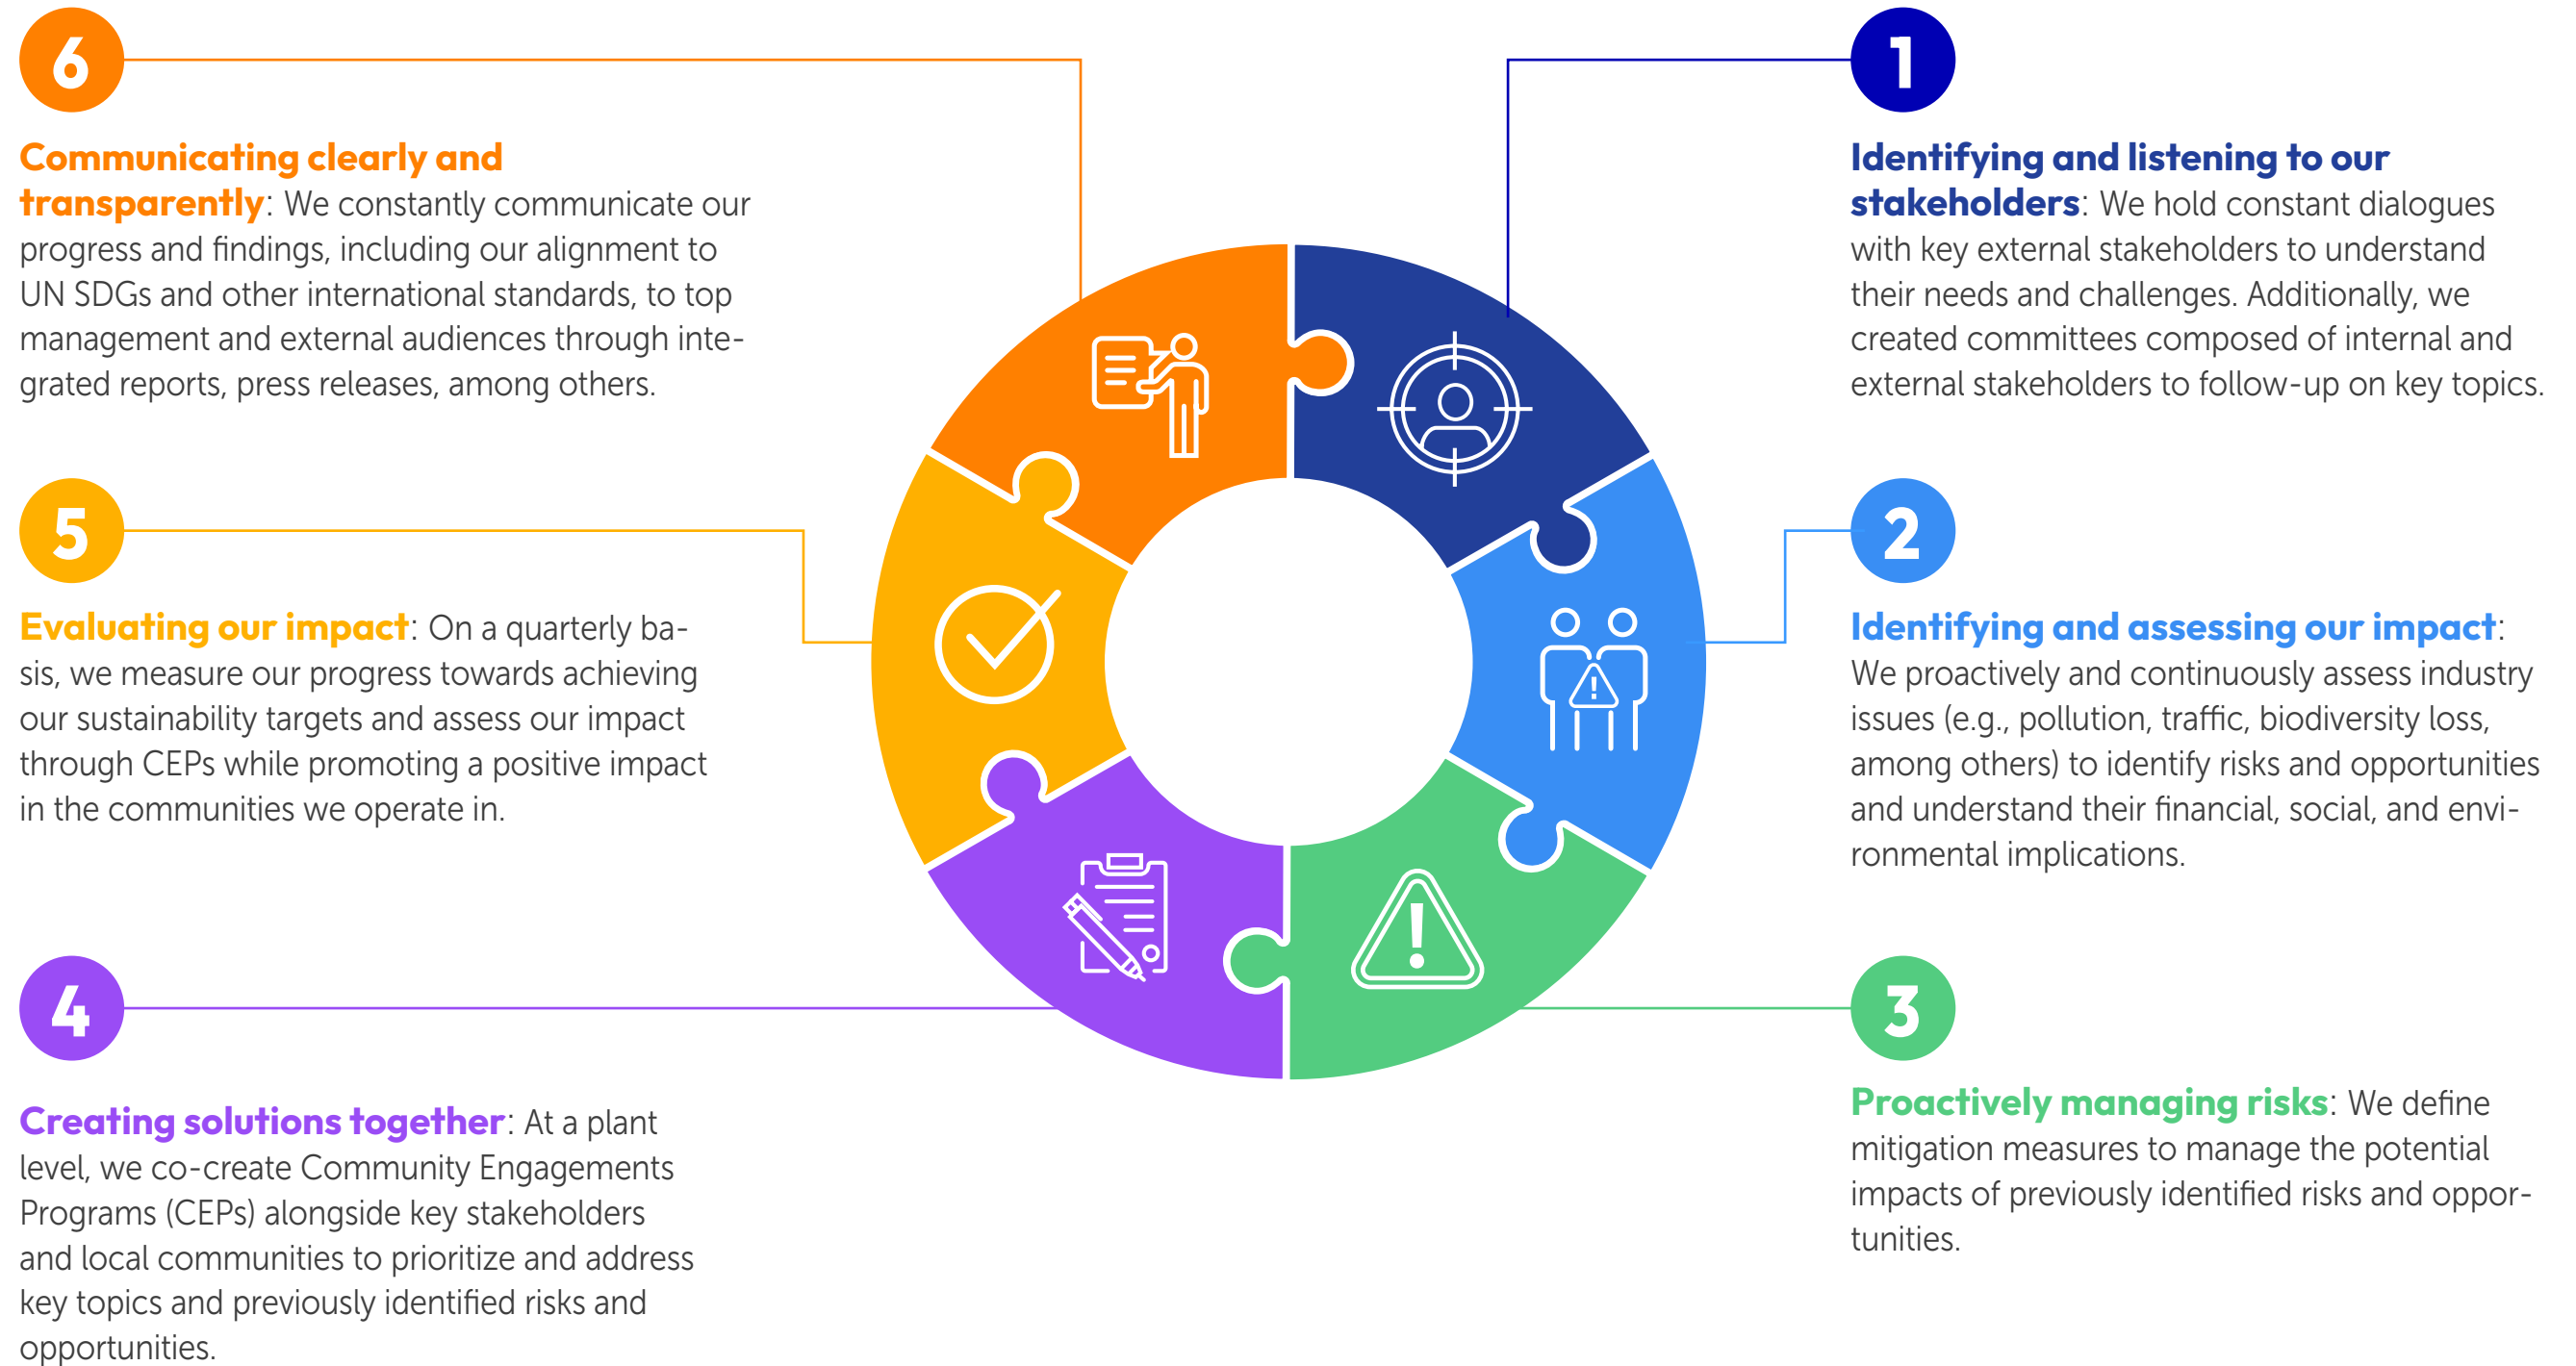 1
Identifying and listening to our
stakeholders: We hold constant dialogues
with key external stakeholders to understand
their needs and challenges. Additionally, we
created committees composed of internal and
external stakeholders to follow-up on key topics.
2
Identifying and assessing our impact:
We proactively and continuously assess industry
issues (e.g., pollution, traffic, biodiversity loss,
among others) to identify risks and opportunities
and understand their financial, social, and envi-
ronmental implications.
3
Proactively managing risks: We define
mitigation measures to manage the potential
impacts of previously identified risks and oppor-
tunities.
4
Creating solutions together: At a plant
level, we co-create Community Engagements
Programs (CEPs) alongside key stakeholders
and local communities to prioritize and address
key topics and previously identified risks and
opportunities.
5
Evaluating our impact: On a quarterly ba-
sis, we measure our progress towards achieving
our sustainability targets and assess our impact
through CEPs while promoting a positive impact
in the communities we operate in.
6
Communicating clearly and
transparently: We constantly communicate our
progress and findings, including our alignment to
UN SDGs and other international standards, to top
management and external audiences through inte-
grated reports, press releases, among others.